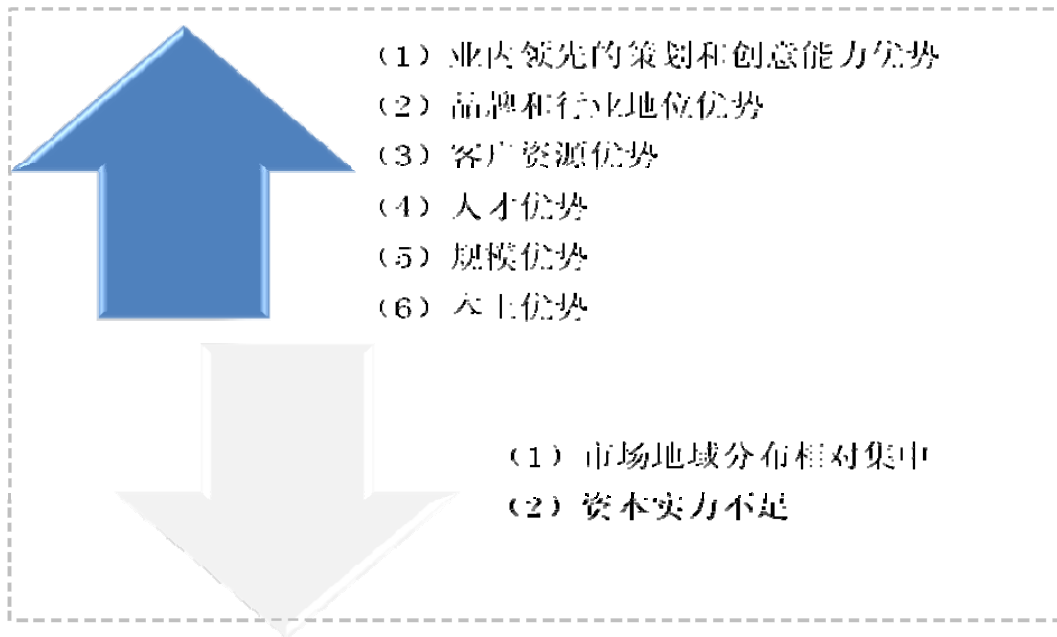 (1) 业内领先的策划和创意能力优势
(2) 品牌和行业地位优势
(3) 客户资源优势
(4) 人才优势
(5) 规模优势
(6) 本土优势
(1) 市场地域分布相对集中
(2) 资本实力不足